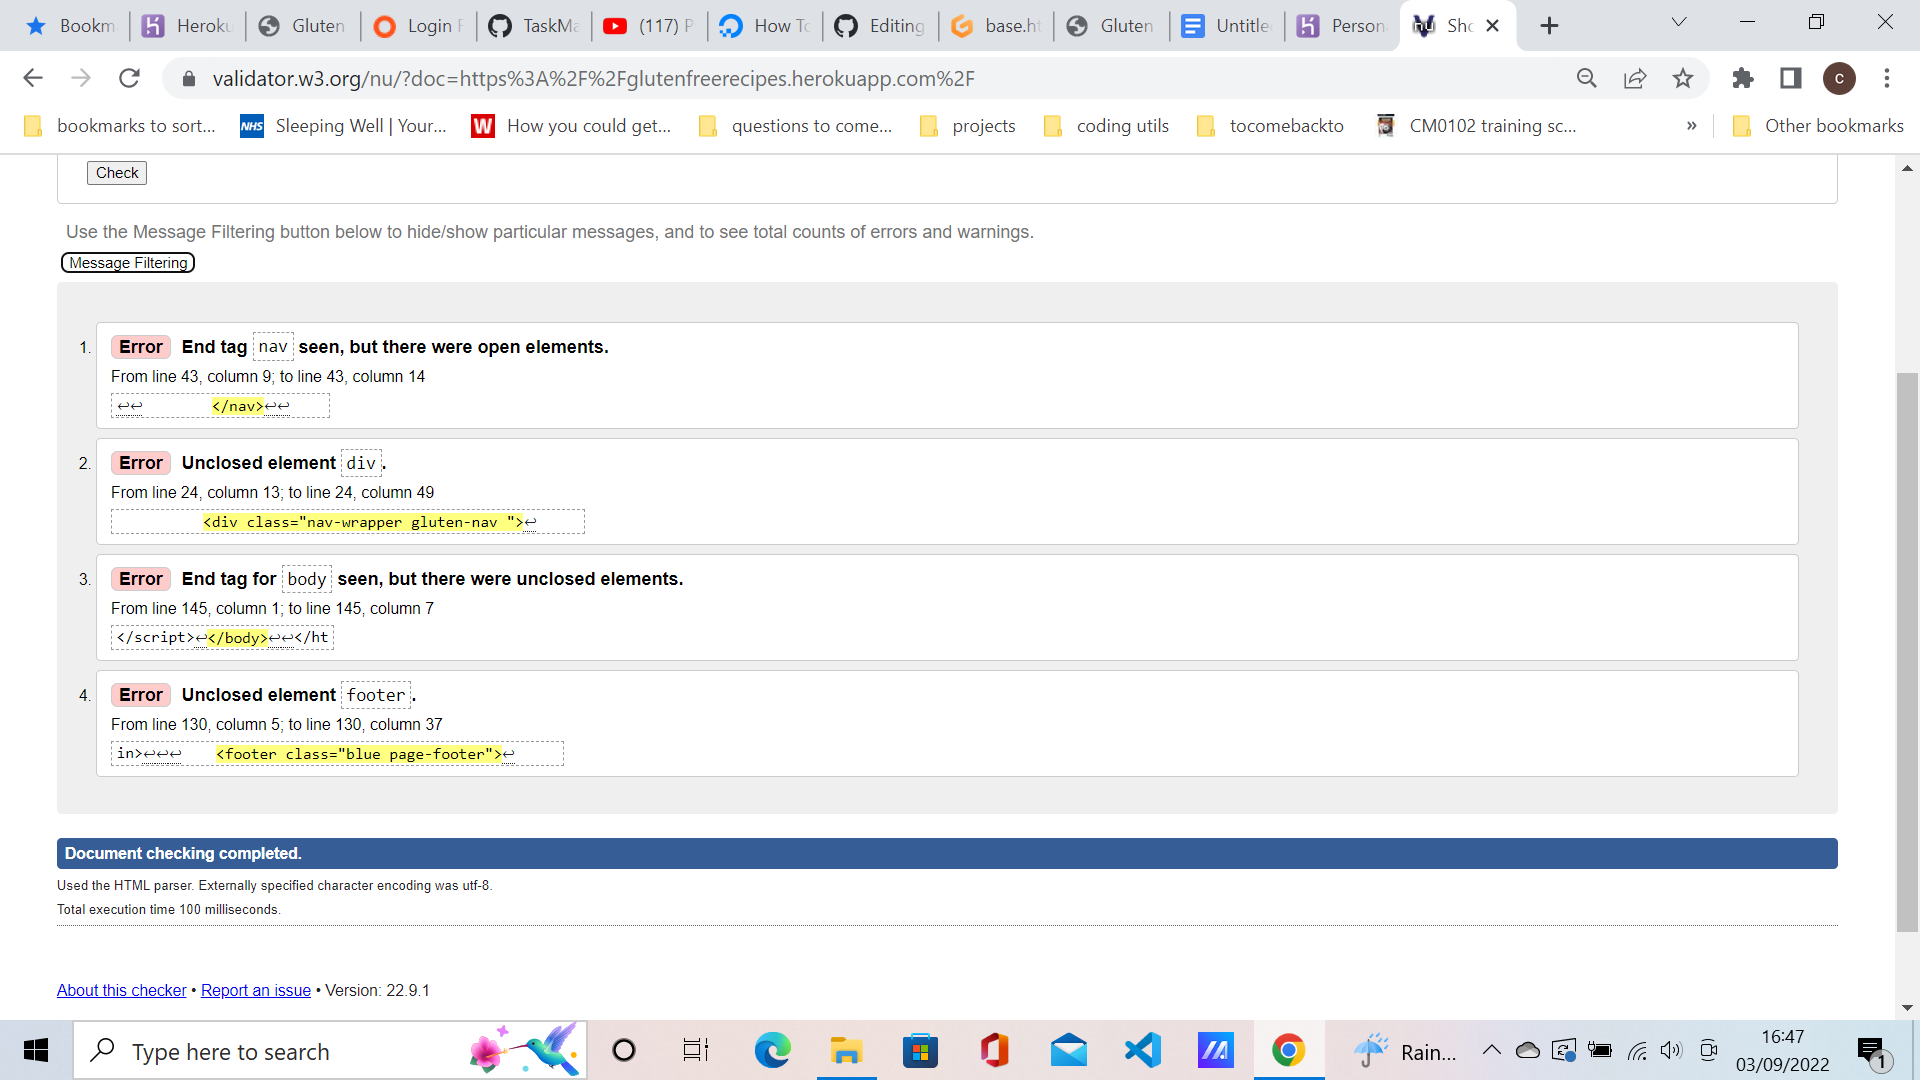 Bookm
Heroku
Gluten
Login F
TaskMa
(117) P
How To
Editing
base.ht
Gluten
Untitle
Person
Sho
validator.w3.org/nu/?doc=https%3A%2F%2Fglutenfreerecipes.herokuapp.com%2F
c
bookmarks to sort...
NHS Sleeping Well | Your...
W How you could get...
questions to come...
projects
coding utils
tocomebackto
CM0102 training sc...
»
Other bookmarks
Check
Use the Message Filtering button below to hide/show particular messages, and to see total counts of errors and warnings.
Message Filtering
1. Error End tag nav seen, but there were open elements.
From line 43, column 9; to line 43, column 14
↩↩ </nav>↩↩
2. Error Unclosed element div.
From line 24, column 13; to line 24, column 49
<div class="nav-wrapper gluten-nav ">↩
3. Error End tag for body seen, but there were unclosed elements.
From line 145, column 1; to line 145, column 7
</script>↩</body>↩↩</ht
4. Error Unclosed element footer.
From line 130, column 5; to line 130, column 37
in>↩↩↩ <footer class="blue page-footer">↩
Document checking completed.
Used the HTML parser. Externally specified character encoding was utf-8.
Total execution time 100 milliseconds.
About this checker • Report an issue • Version: 22.9.1
Type here to search
Rain...
16:47
03/09/2022
1